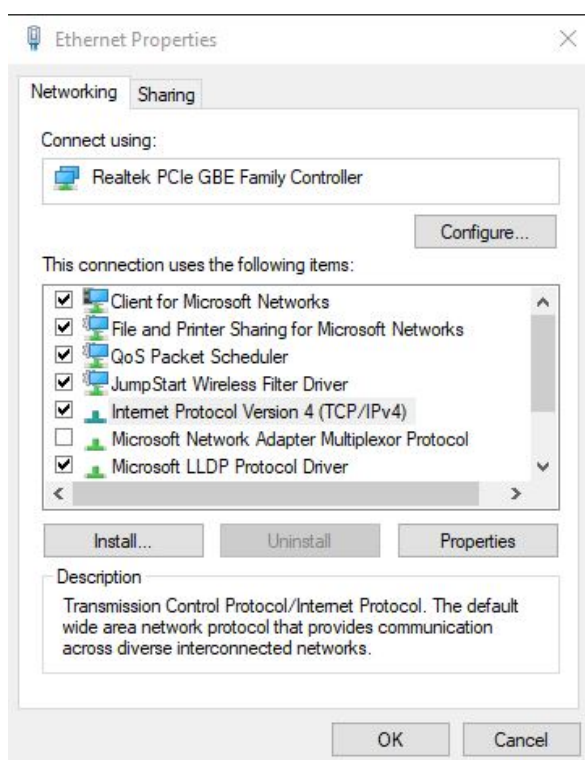 Ethernet Properties
Networking
Sharing
Connect using:
Realtek PCIe GBE Family Controller
Configure...
This connection uses the following items:
Client for Microsoft Networks
File and Printer Sharing for Microsoft Networks
QoS Packet Scheduler
JumpStart Wireless Filter Driver
Internet Protocol Version 4 (TCP/IPv4)
Microsoft Network Adapter Multiplexor Protocol
Microsoft LLDP Protocol Driver
Install...
Uninstall
Properties
Description
Transmission Control Protocol/Internet Protocol. The default
wide area network protocol that provides communication
across diverse interconnected networks.
OK
Cancel